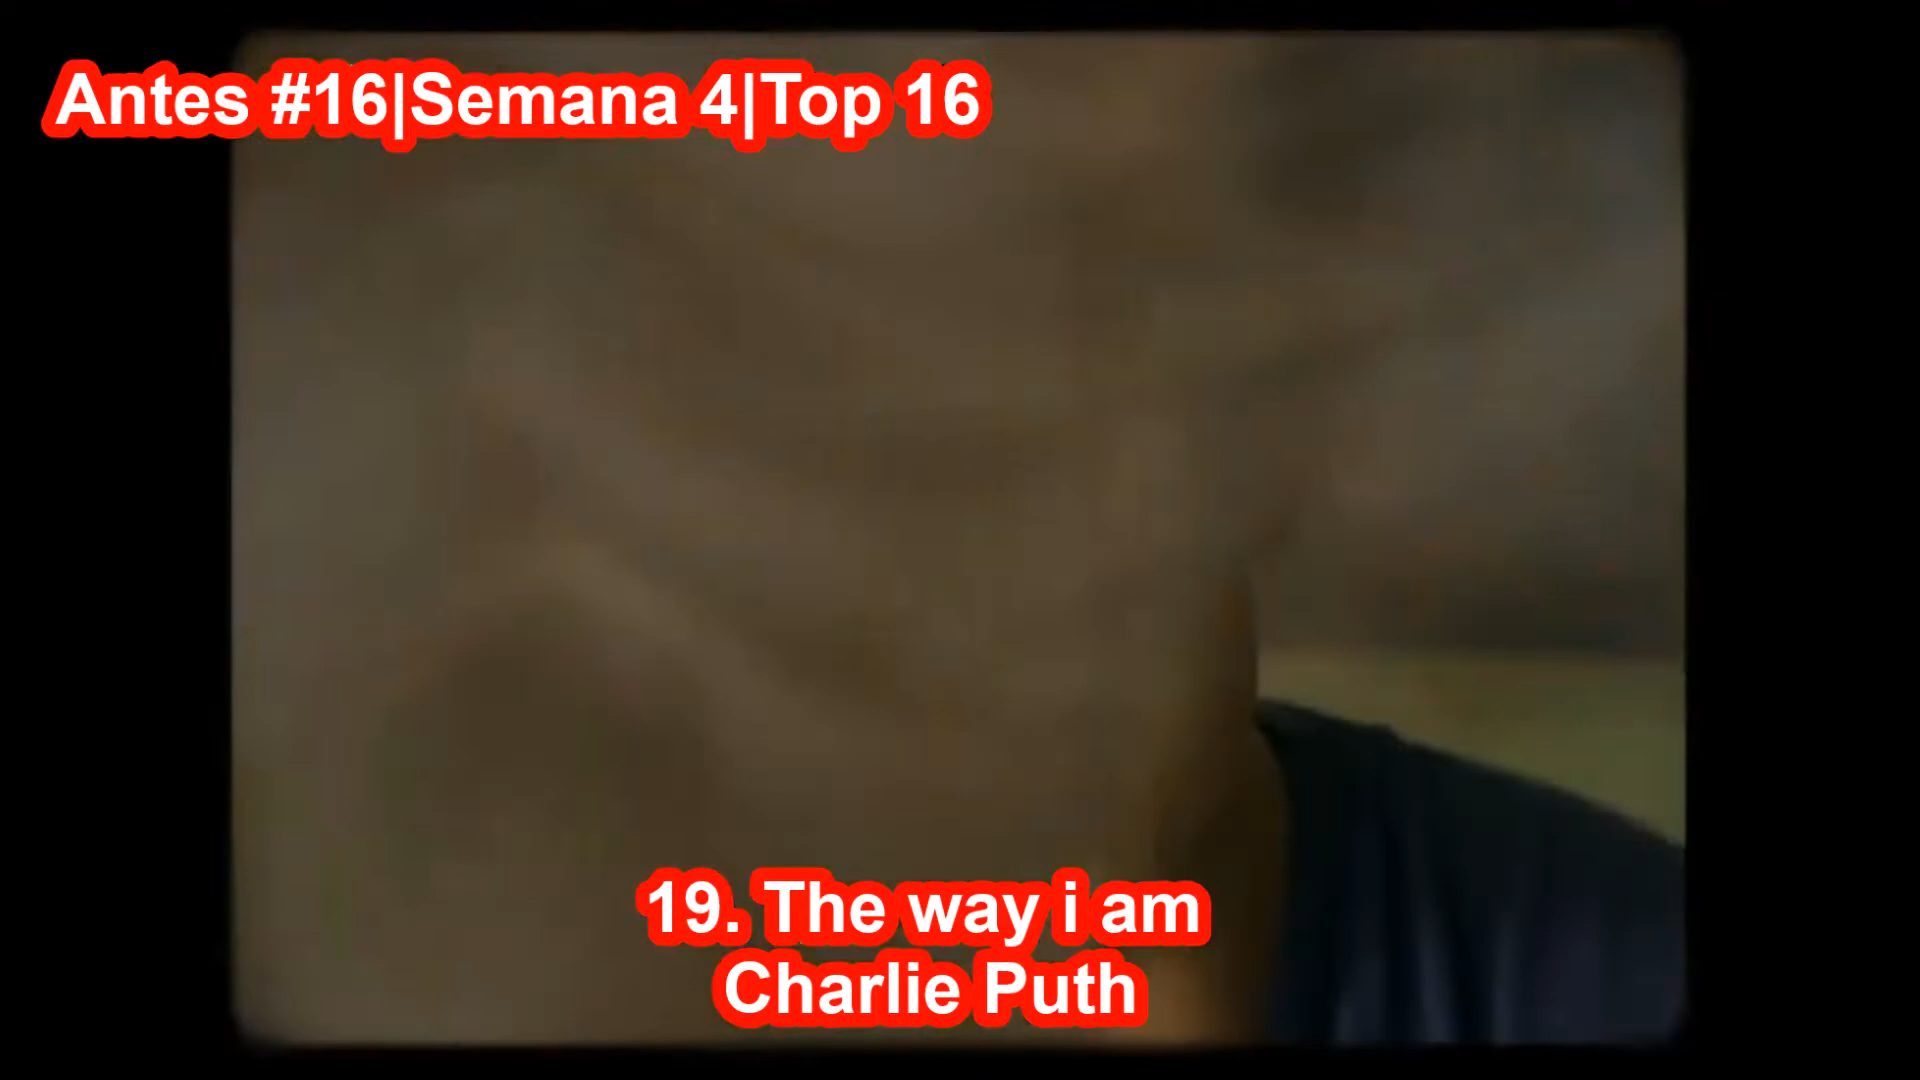 Antes #16|Semana 4|Top 16
19. The way i am
Charlie Puth